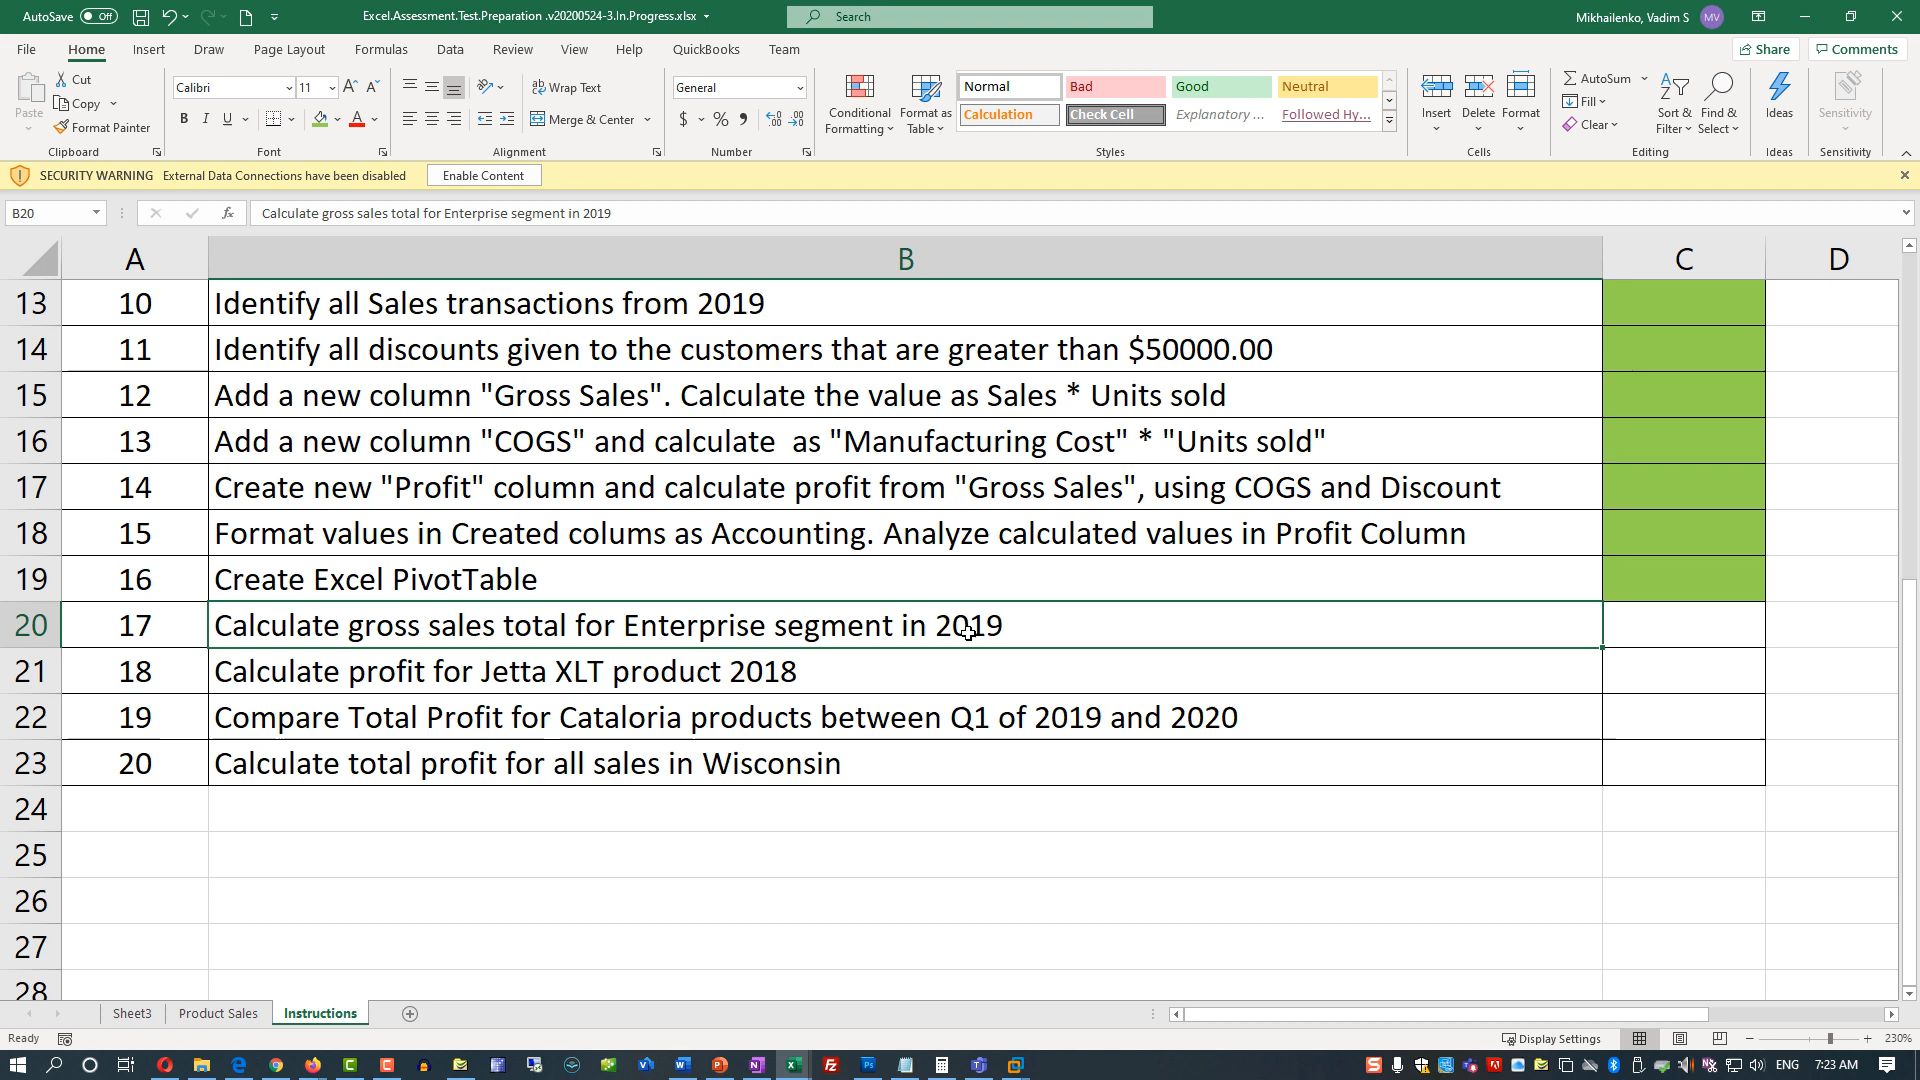 AutoSave Off Excel.Assessment.Test.Preparation .v20200524-3.In.Progress.xlsx Search Mikhailenko, Vadim S MV
File Home Insert Draw Page Layout Formulas Data Review View Help QuickBooks Team Share Comments
Paste Cut Copy Format Painter
Clipboard
Calibri 11 A A
B I U A
Font
Wrap Text
Merge & Center
Alignment
General
$ % 9
Number
Conditional Formatting
Format as Table
Normal Bad Good Neutral
Calculation Check Cell Explanatory ... Followed Hy...
Styles
Insert Delete Format
Cells
AutoSum
Fill
Clear
Sort & Filter
Find & Select
Editing
Ideas
Ideas
Sensitivity
Sensitivity
SECURITY WARNING External Data Connections have been disabled Enable Content
B20 fx Calculate gross sales total for Enterprise segment in 2019
A B C D
13 10 Identify all Sales transactions from 2019
14 11 Identify all discounts given to the customers that are greater than $50000.00
15 12 Add a new column "Gross Sales". Calculate the value as Sales * Units sold
16 13 Add a new column "COGS" and calculate  as "Manufacturing Cost" * "Units sold"
17 14 Create new "Profit" column and calculate profit from "Gross Sales", using COGS and Discount
18 15 Format values in Created colums as Accounting. Analyze calculated values in Profit Column
19 16 Create Excel PivotTable
20 17 Calculate gross sales total for Enterprise segment in 2019
21 18 Calculate profit for Jetta XLT product 2018
22 19 Compare Total Profit for Cataloria products between Q1 of 2019 and 2020
23 20 Calculate total profit for all sales in Wisconsin
24
25
26
27
28
Sheet3 Product Sales Instructions
Ready Display Settings 230%
ENG 7:23 AM